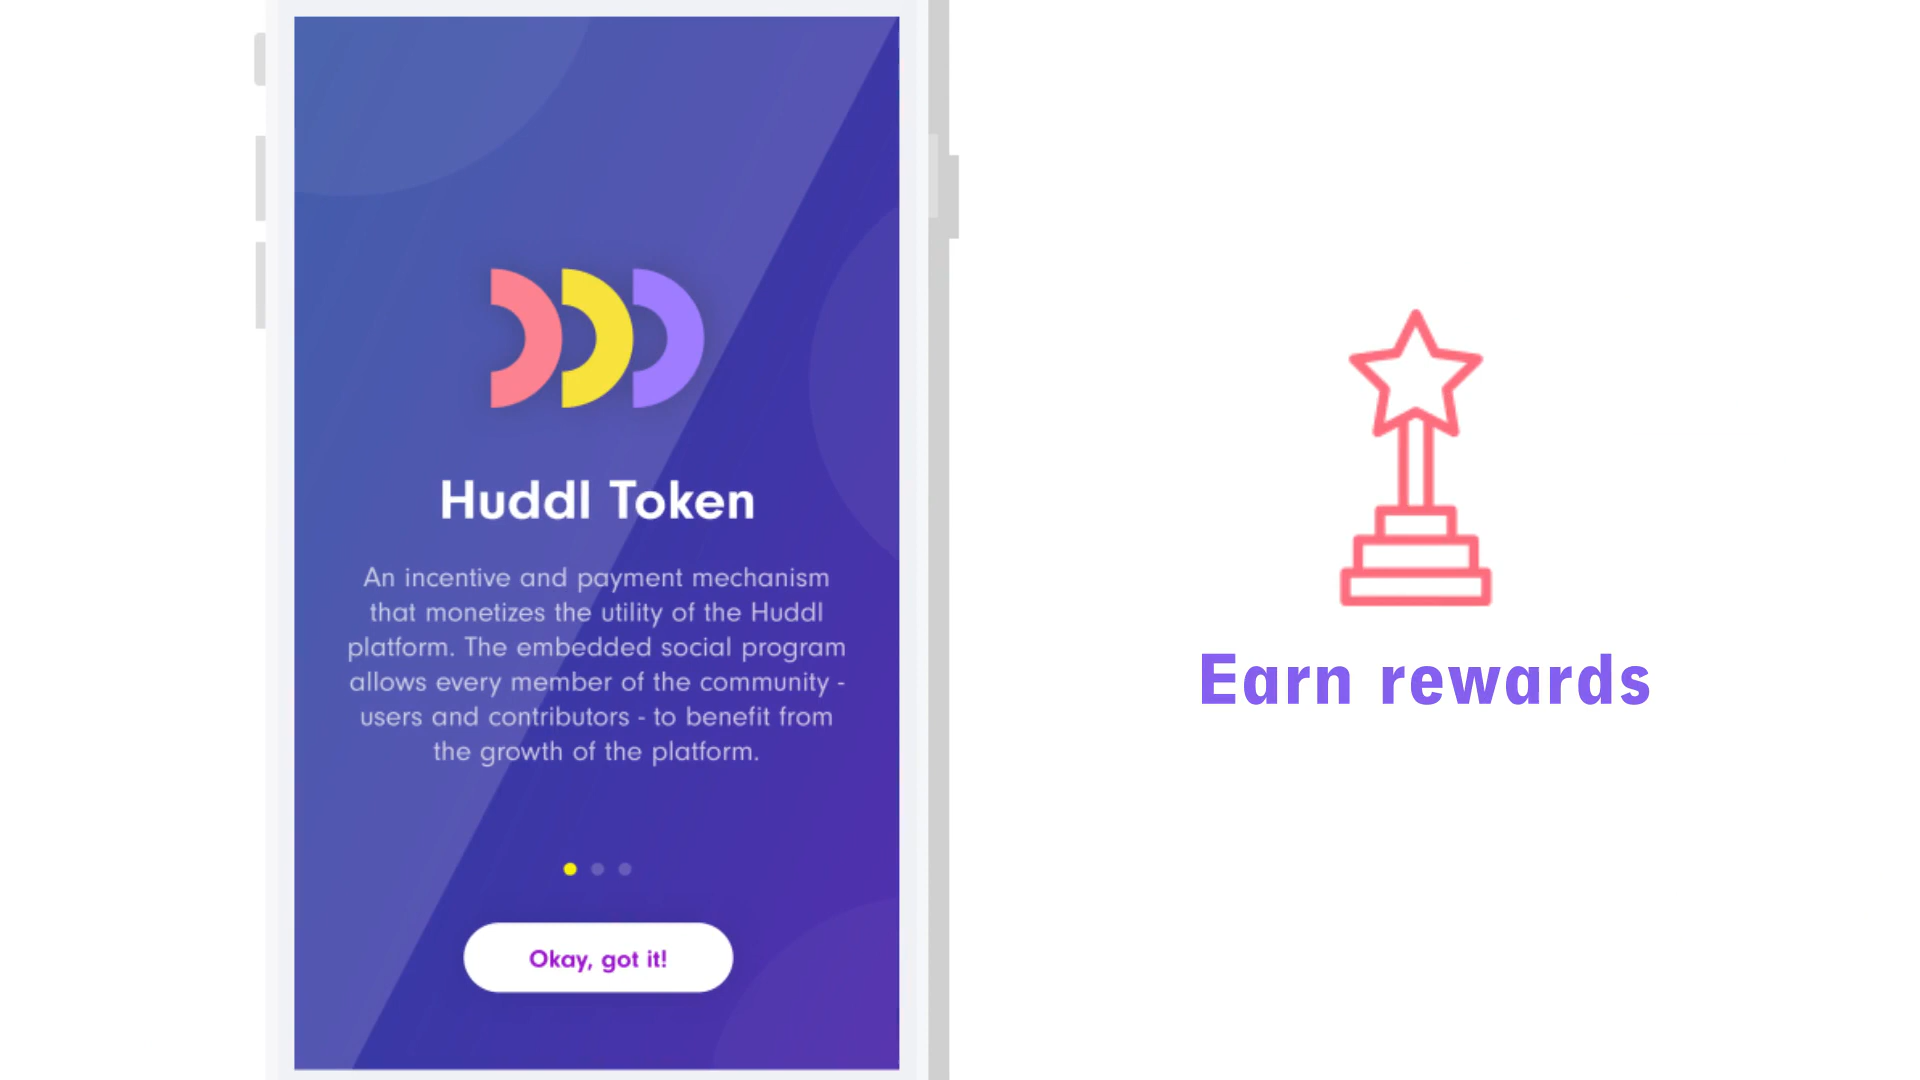 Huddl Token
An incentive and payment mechanism
that monetizes the utility of the Huddl
platform. The embedded social program
allows every member of the community -
users and contributors - to benefit from
the growth of the platform.
Okay, got it!
Earn rewards